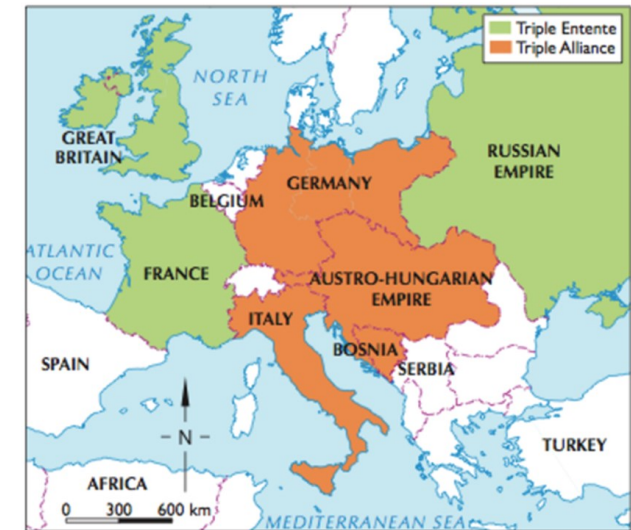 Triple Entente
Triple Alliance
NORTH
SEA
GREAT
BRITAIN
RUSSIAN
EMPIRE
GERMANY
BELGIUM
ATLANTIC
OCEAN
FRANCE
AUSTRO-HUNGARIAN
EMPIRE
ITALY
BOSNIA
SERBIA
SPAIN
N
TURKEY
AFRICA
0 300 600 km
MEDITERRANEAN SEA